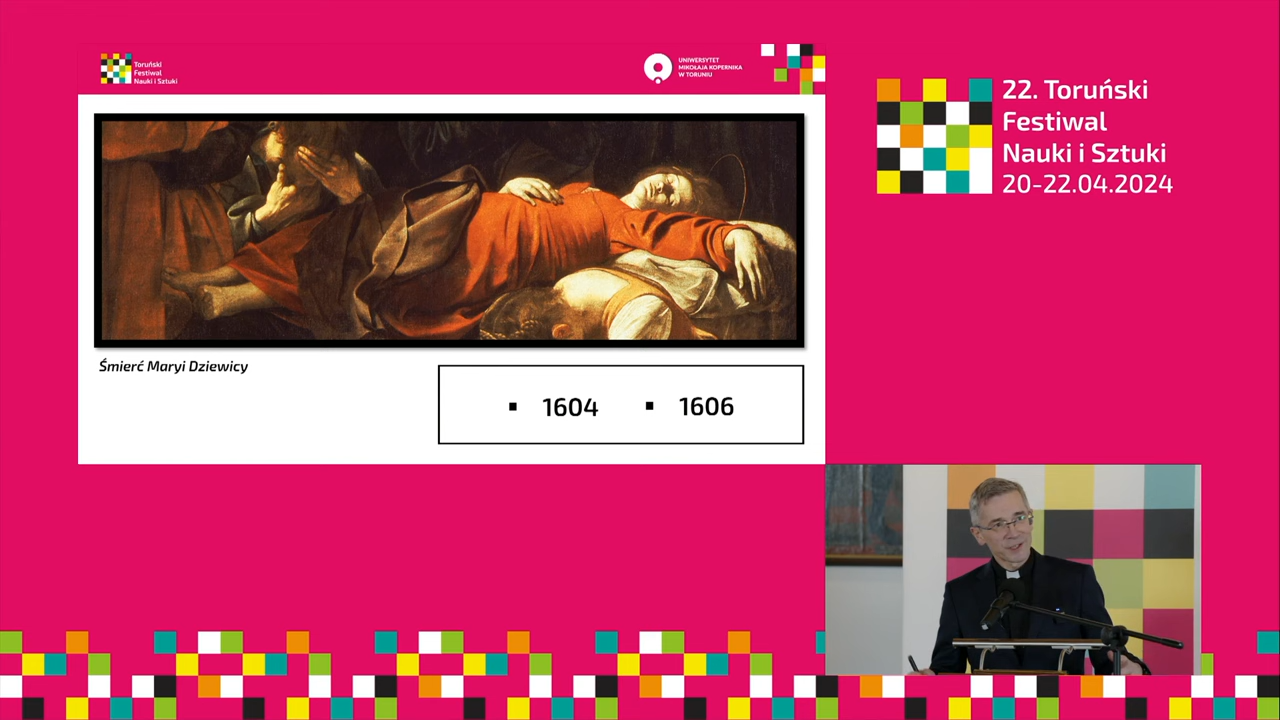 Toruński
Festiwal
Nauki i Sztuki
UNIWERSYTET
MIKOŁAJA KOPERNIKA
W TORUNIU
Śmierć Maryi Dziewicy
▪ 1604 ▪ 1606
22. Toruński
Festiwal
Nauki i Sztuki
20-22.04.2024